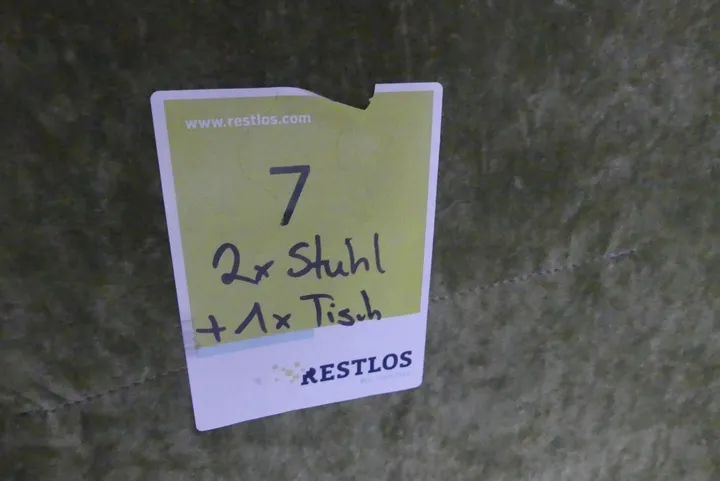 www.restlos.com
7
2x Stuhl
+ 1x Tisch
RESTLOS